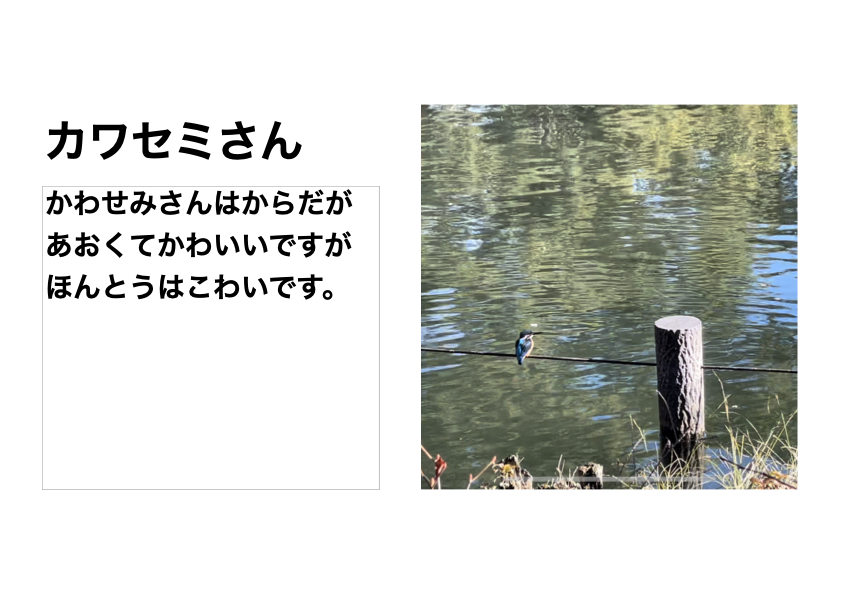 カワセミさん
かわせみさんはからだが
あおくてかわいいですが
ほんとうはこわいです。